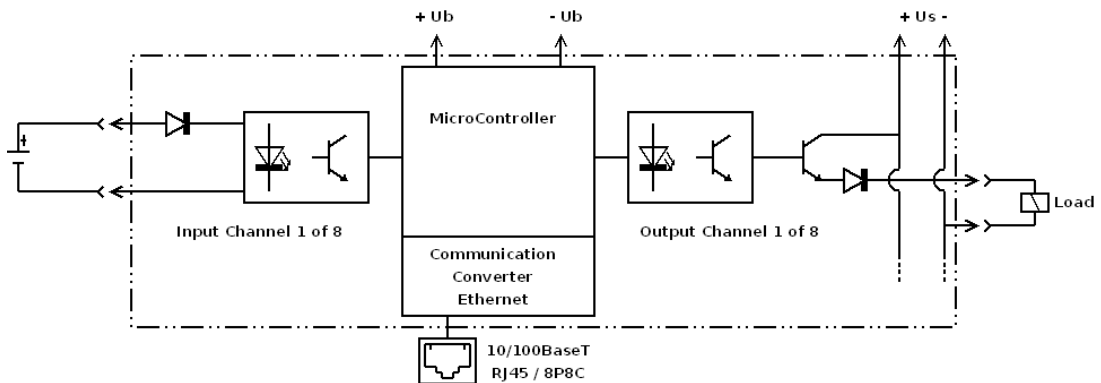 + Ub
- Ub
+ Us -
+
MicroController
Input Channel 1 of 8
Output Channel 1 of 8
Load
Communication
Converter
Ethernet
10/100BaseT
RJ45 / 8P8C